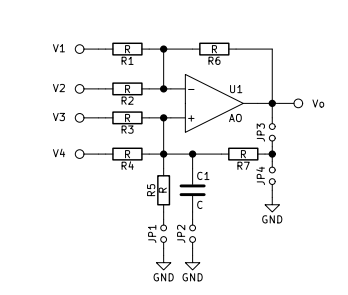 V1 R R
R1 R6
V2 R − U1
R2
V3 R + AO Vo
R3
JP3
V4 R R
R4 R7
C1
R5 R C
JP4
JP1 JP2
GND
GND GND